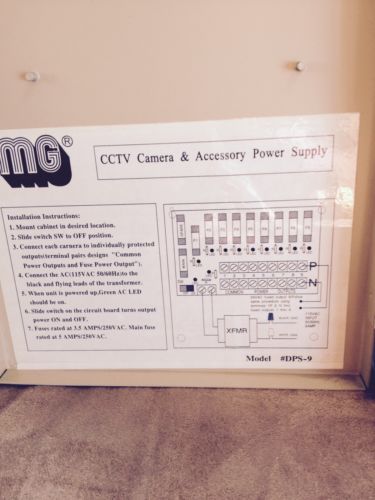 MG®
CCTV Camera & Accessory Power Supply
Installation Instructions:
1. Mount cabinet in desired location.
2. Slide switch SW to OFF position.
3. Connect each carnera to individually protected
outputs/terminal pairs designs "Common
Power Outputs and Fuse Power Output":
4. Connect the AC(115VAC 50/60Hz)to the
black and flying leads of the transformer.
5. When unit is powered up,Green AC LED
should be on.
6. Slide switch on the circuit board turns output
power ON and OFF.
7. Fuses rated at 3.5 AMPS/250VAC. Main fuse
rated at 5 AMPS/250VAC.
P
N
COMMON
POWER
XFMR
115VAC
INPUT
Model #DPS-9